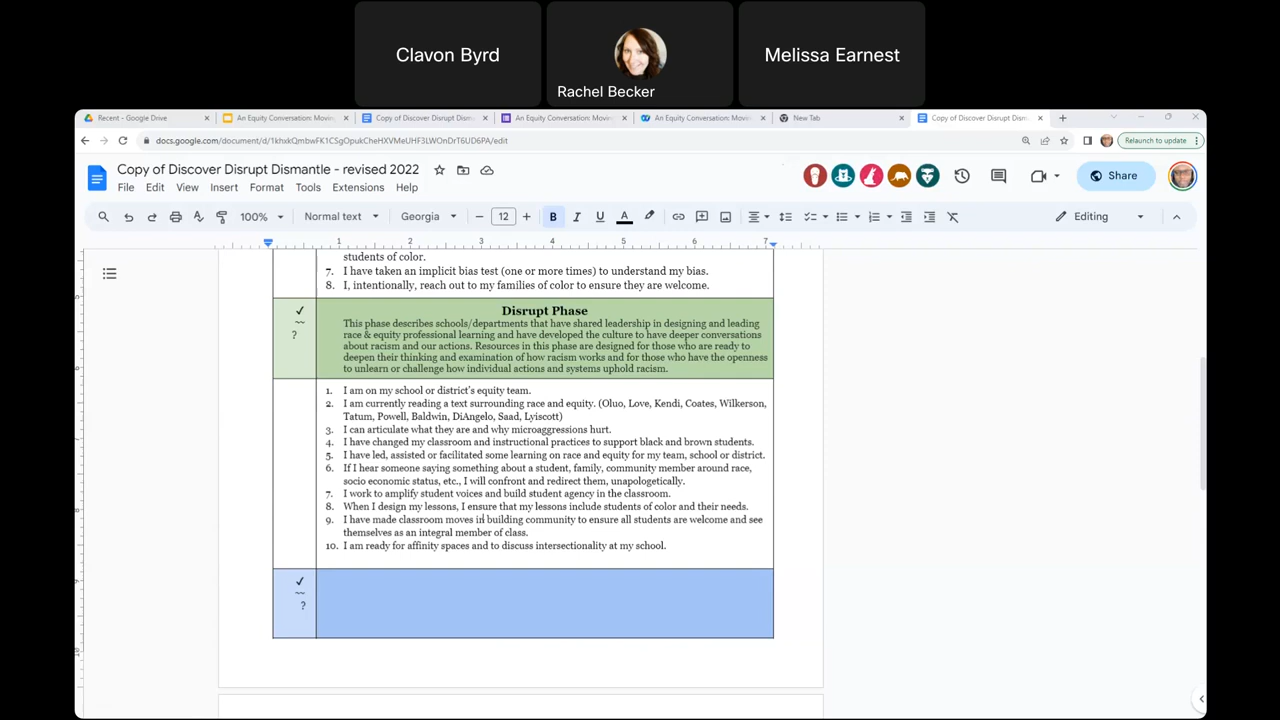 Clavon Byrd
Rachel Becker
Melissa Earnest
Recent - Google Drive
An Equity Conversation: Movin
Copy of Discover Disrupt Dism
An Equity Conversation: Movin
An Equity Conversation: Movin
New Tab
Copy of Discover Disrupt Dism
docs.google.com/document/d/1khxkQmbwFK1CSgOpukCheHXVMeUHF3LWOnDrT6UD6PA/edit
Relaunch to update
Copy of Discover Disrupt Dismantle - revised 2022
File Edit View Insert Format Tools Extensions Help
Share
100% Normal text Georgia 12 B I U A Editing
1 2 3 4 5 6 7
students of color.
7. I have taken an implicit bias test (one or more times) to understand my bias.
8. I, intentionally, reach out to my families of color to ensure they are welcome.
✓
~~
?
Disrupt Phase
This phase describes schools/departments that have shared leadership in designing and leading
race & equity professional learning and have developed the culture to have deeper conversations
about racism and our actions. Resources in this phase are designed for those who are ready to
deepen their thinking and examination of how racism works and for those who have the openness
to unlearn or challenge how individual actions and systems uphold racism.
1. I am on my school or district's equity team.
2. I am currently reading a text surrounding race and equity. (Oluo, Love, Kendi, Coates, Wilkerson,
Tatum, Powell, Baldwin, DiAngelo, Saad, Lyiscott)
3. I can articulate what they are and why microaggressions hurt.
4. I have changed my classroom and instructional practices to support black and brown students.
5. I have led, assisted or facilitated some learning on race and equity for my team, school or district.
6. If I hear someone saying something about a student, family, community member around race,
socio economic status, etc., I will confront and redirect them, unapologetically.
7. I work to amplify student voices and build student agency in the classroom.
8. When I design my lessons, I ensure that my lessons include students of color and their needs.
9. I have made classroom moves in building community to ensure all students are welcome and see
themselves as an integral member of class.
10. I am ready for affinity spaces and to discuss intersectionality at my school.
✓
~~
?